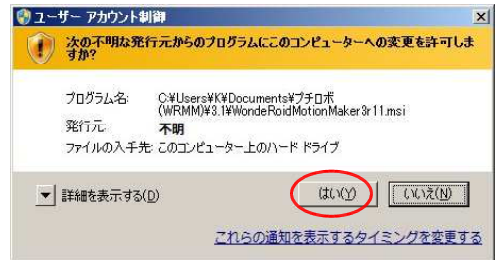 ユーザー アカウント制御
次の不明な発行元からのプログラムにこのコンピューターへの変更を許可しま
すか?
プログラム名: C:¥Users¥K¥Documents¥プチロボ
(WRMM)¥3.1¥WondeRoidMotionMaker3r11.msi
発行元: 不明
ファイルの入手先: このコンピューター上のハード ドライブ
詳細を表示する(D) はい(Y) いいえ(N)
これらの通知を表示するタイミングを変更する